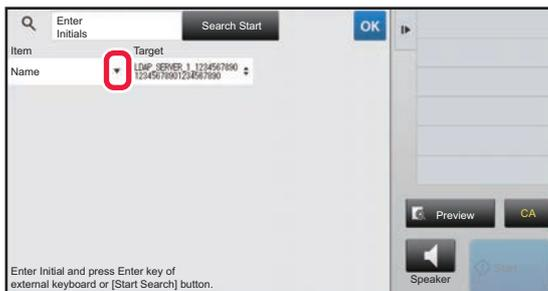 Enter
Initials
Search Start
OK
Item
Target
Name
LDAP_SERVER_1_1234567890
12345678901234567890
Preview
CA
Enter Initial and press Enter key of
external keyboard or [Start Search] button.
Speaker
Start